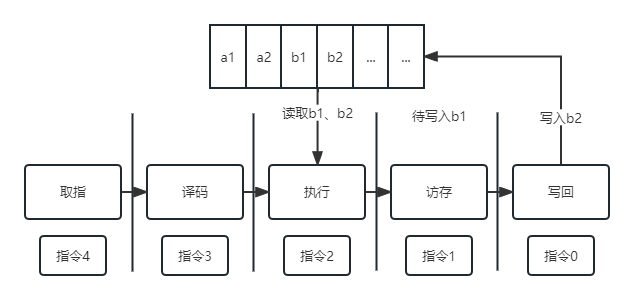 a1 a2 b1 b2 ... ...
读取b1、b2
待写入b1
写入b2
取指 译码 执行 访存 写回
指令4 指令3 指令2 指令1 指令0